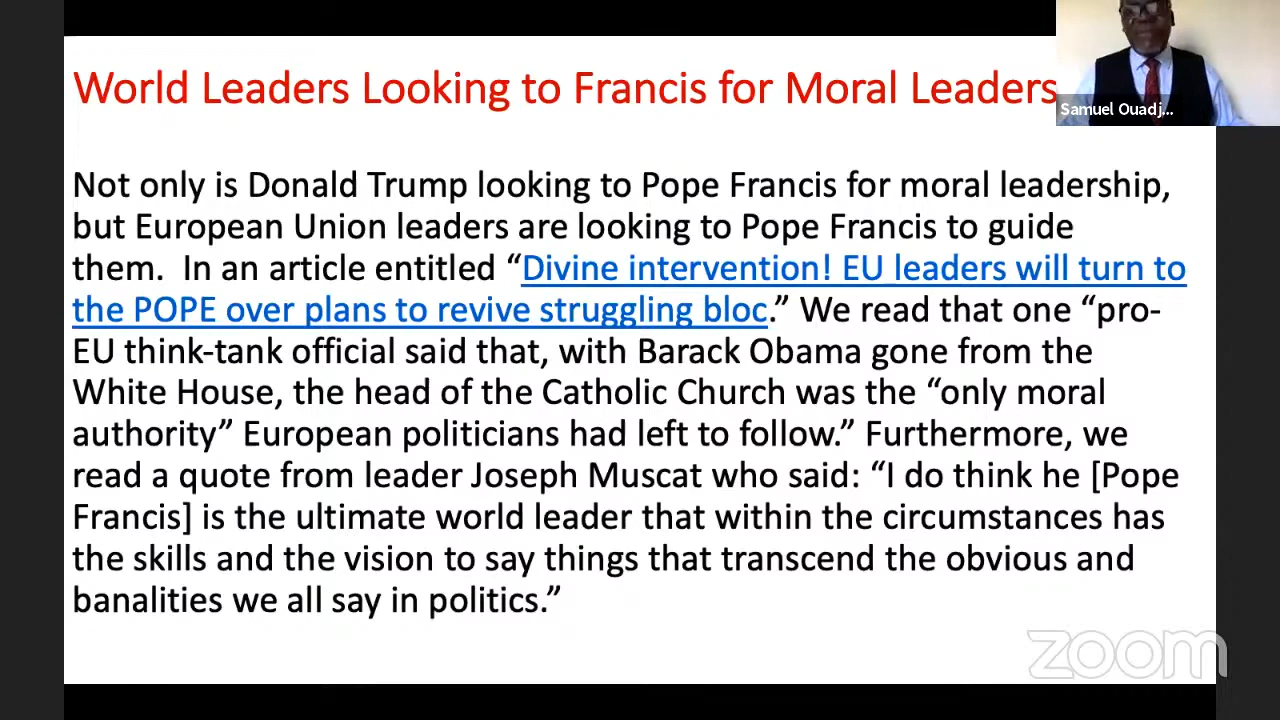 World Leaders Looking to Francis for Moral Leaders
Samuel Ouadj...
Not only is Donald Trump looking to Pope Francis for moral leadership,
but European Union leaders are looking to Pope Francis to guide
them.  In an article entitled “Divine intervention! EU leaders will turn to
the POPE over plans to revive struggling bloc.” We read that one “pro-
EU think-tank official said that, with Barack Obama gone from the
White House, the head of the Catholic Church was the “only moral
authority” European politicians had left to follow.” Furthermore, we
read a quote from leader Joseph Muscat who said: “I do think he [Pope
Francis] is the ultimate world leader that within the circumstances has
the skills and the vision to say things that transcend the obvious and
banalities we all say in politics.”
zoom